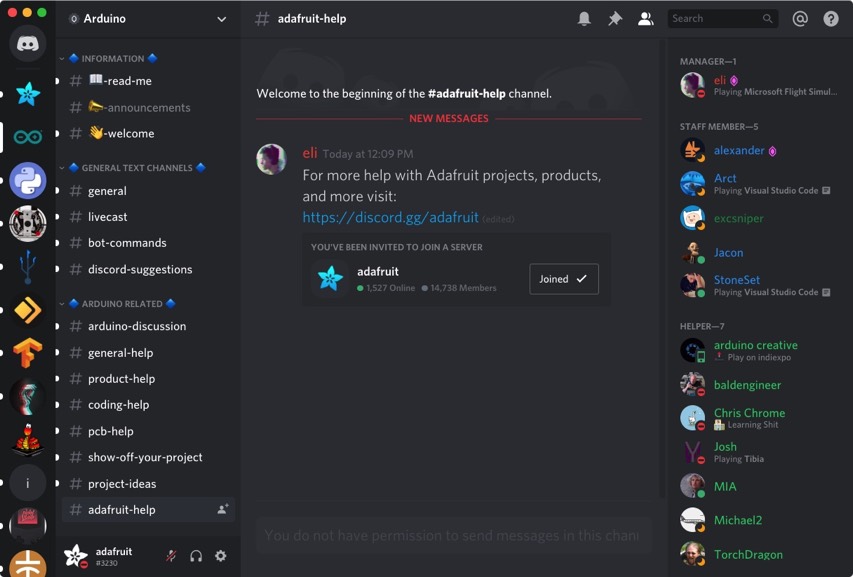 Arduino
INFORMATION
-read-me
-announcements
-welcome
GENERAL TEXT CHANNELS
general
livecast
bot-commands
discord-suggestions
ARDUINO RELATED
arduino-discussion
general-help
product-help
coding-help
pcb-help
show-off-your-project
project-ideas
adafruit-help
i
adafruit
#3230
# adafruit-help
Search
Welcome to the beginning of the #adafruit-help channel.
NEW MESSAGES
eli Today at 12:09 PM
For more help with Adafruit projects, products,
and more visit:
https://discord.gg/adafruit (edited)
YOU'VE BEEN INVITED TO JOIN A SERVER
adafruit
1,527 Online 14,738 Members
Joined
You do not have permission to send messages in this chan
MANAGER—1
eli
Playing Microsoft Flight Simul...
STAFF MEMBER—5
alexander
Arct
Playing Visual Studio Code
excsniper
Jacon
StoneSet
Playing Visual Studio Code
HELPER—7
arduino creative
Play on indiexpo
baldengineer
Chris Chrome
Learning Shit
Josh
Playing Tibia
MIA
Michael2
TorchDragon